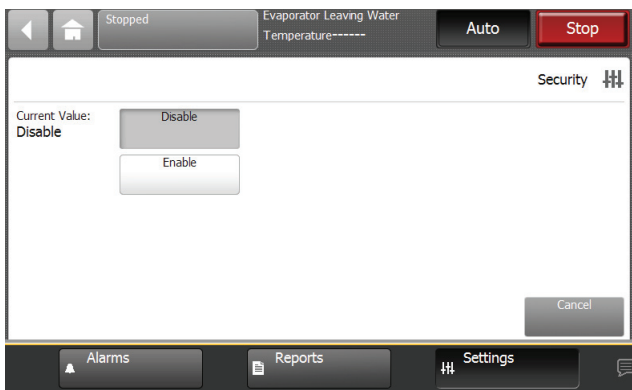 Stopped
Evaporator Leaving Water
Temperature------
Auto
Stop
Security
Current Value:
Disable
Disable
Enable
Cancel
Alarms
Reports
Settings